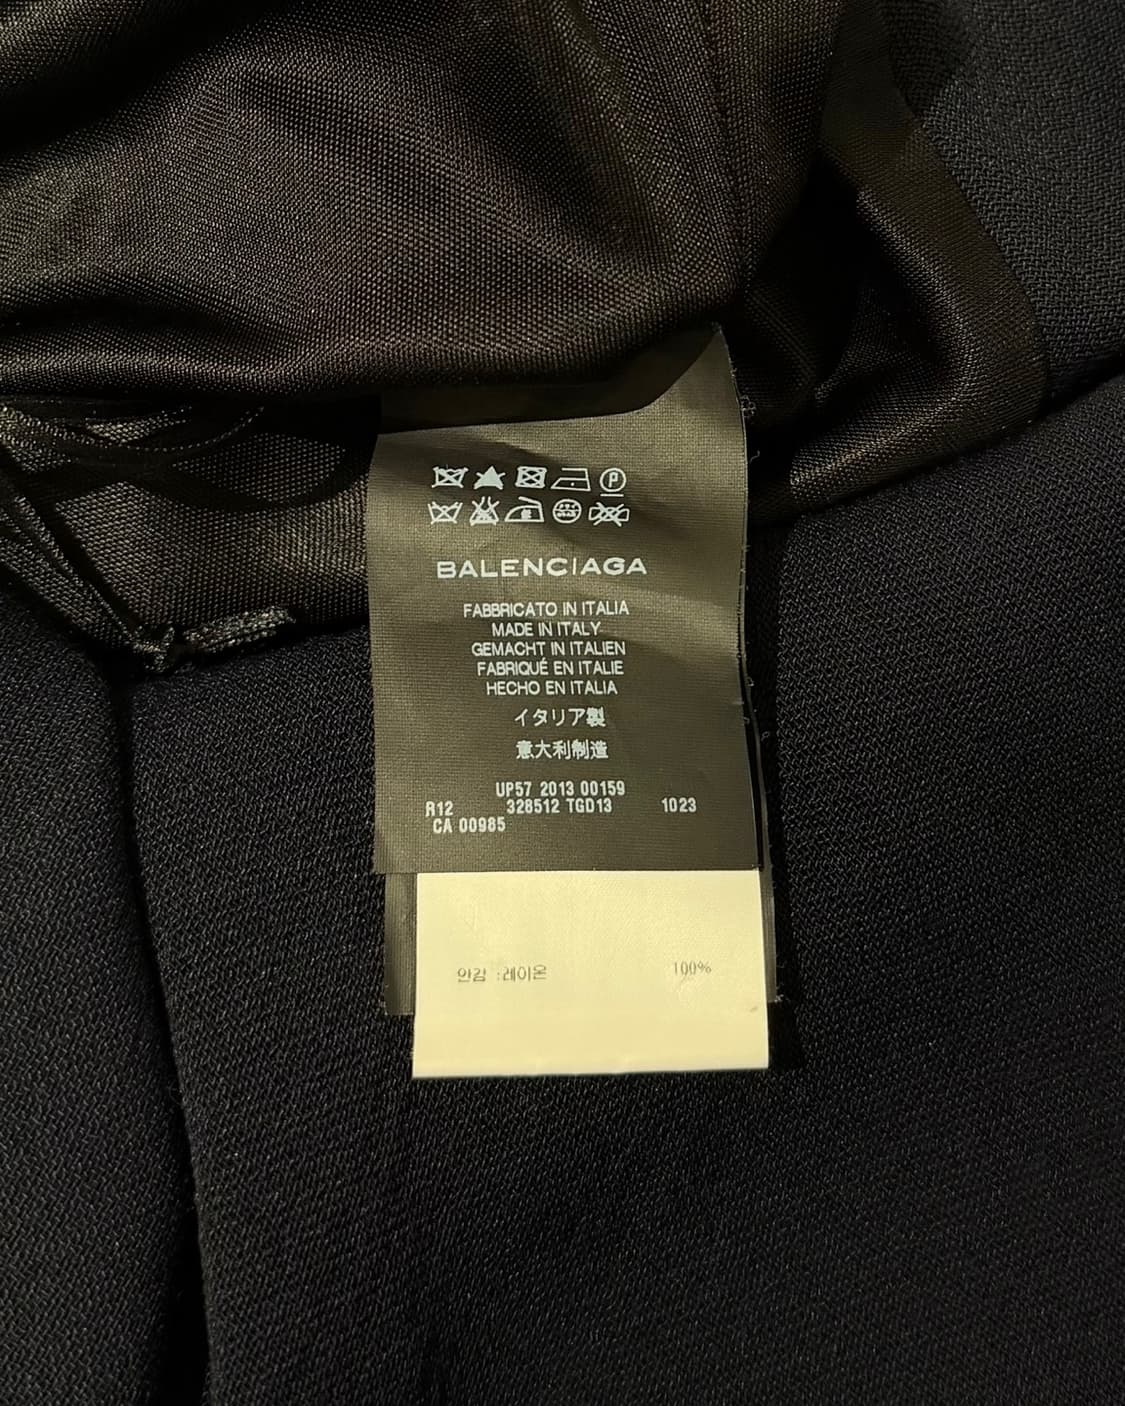 BALENCIAGA
FABBRICATO IN ITALIA
MADE IN ITALY
GEMACHT IN ITALIEN
FABRIQUÉ EN ITALIE
HECHO EN ITALIA
イタリア製
意大利制造
UP57 2013 00159
R12 328512 TGD13 1023
CA 00985
안감 :레이온 100%